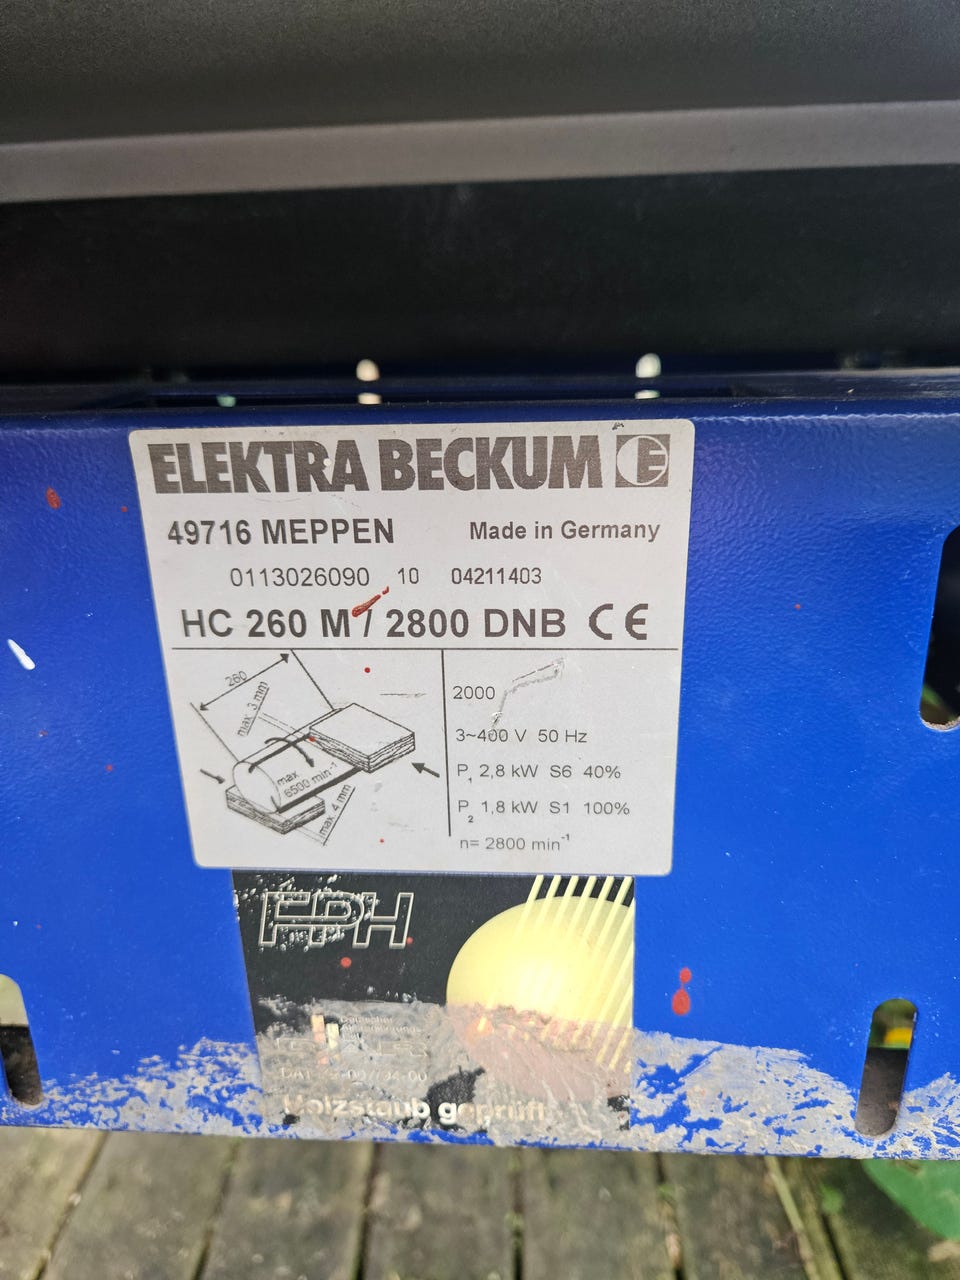 ELEKTRA BECKUM E
49716 MEPPEN Made in Germany
0113026090 10 04211403
HC 260 M / 2800 DNB CE
260
max. 3 mm
max. 6500 min-1
max. 4 mm
2000
3~400 V 50 Hz
P1 2,8 kW S6 40%
P2 1,8 kW S1 100%
n= 2800 min-1
FPH
Deutscher
Holzstaub geprüft